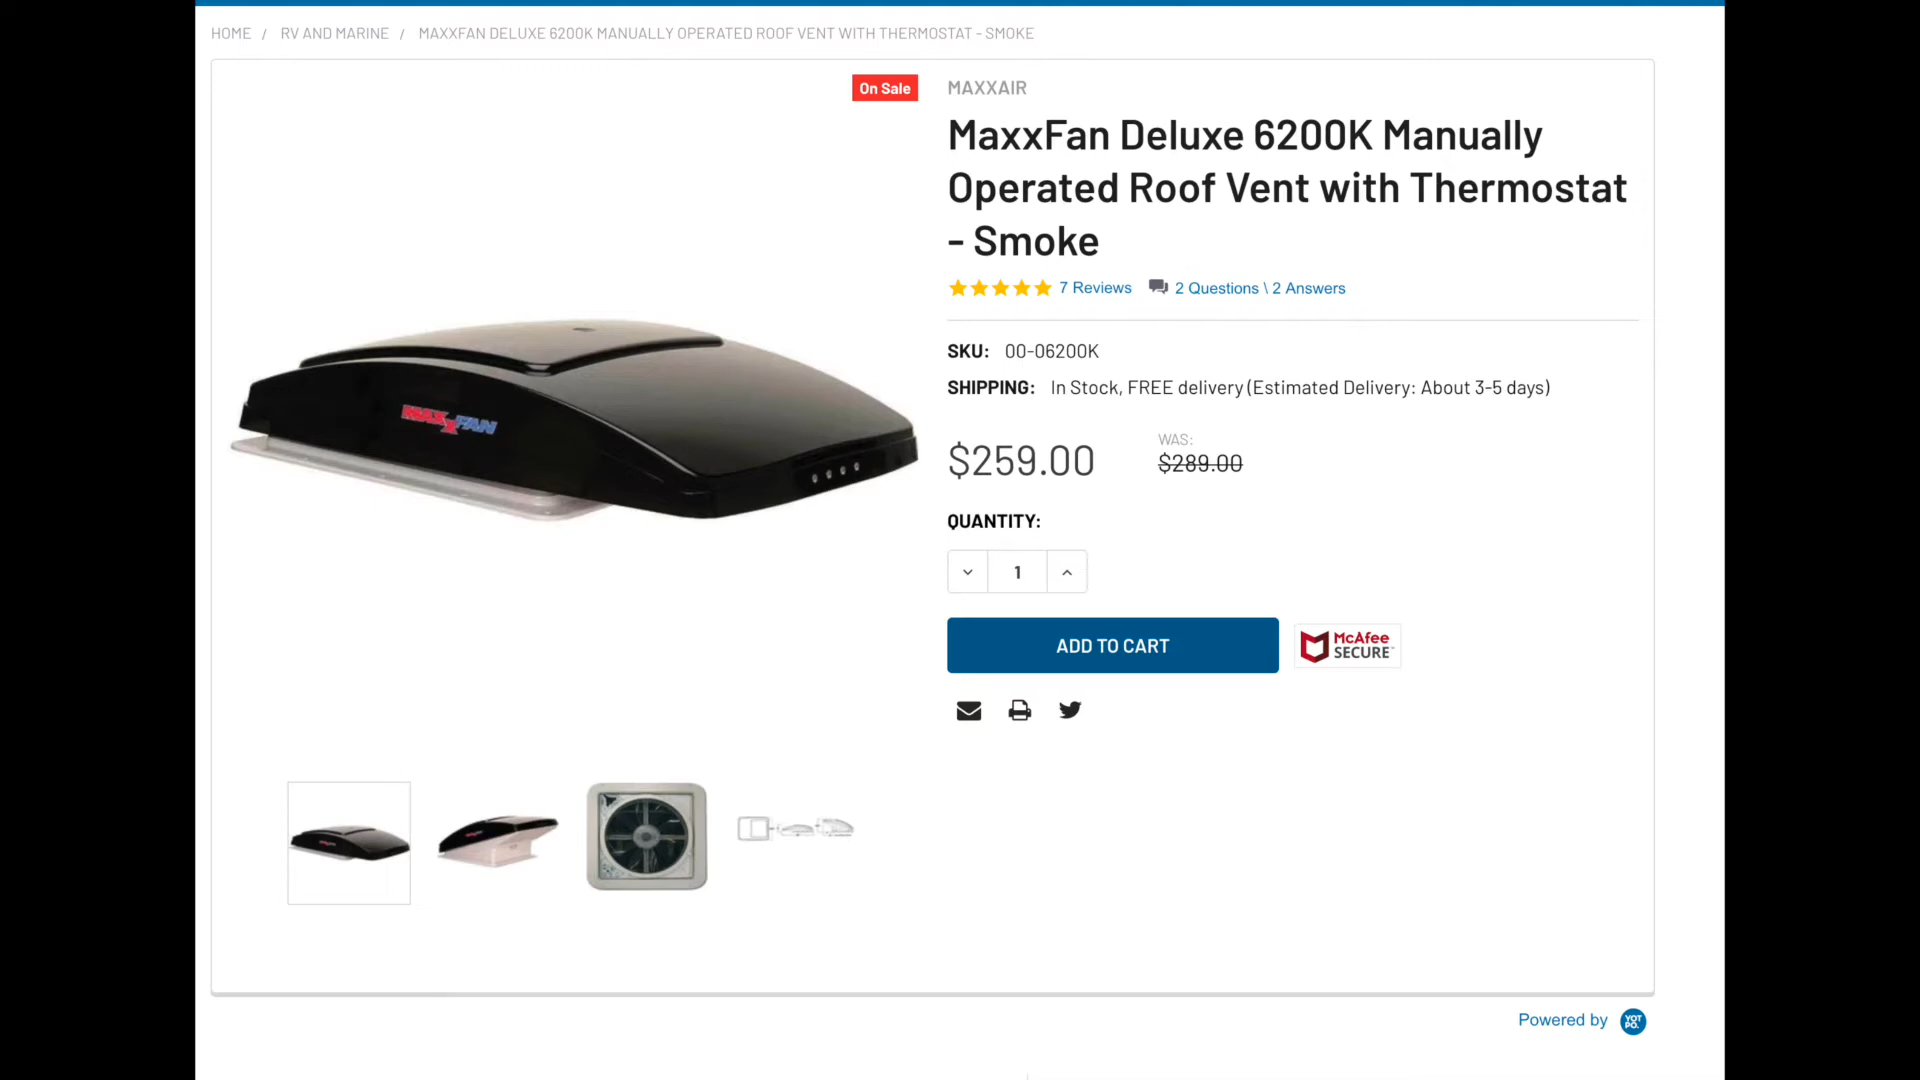 HOME / RV AND MARINE / MAXXFAN DELUXE 6200K MANUALLY OPERATED ROOF VENT WITH THERMOSTAT - SMOKE
On Sale
MAXXAIR
MaxxFan Deluxe 6200K Manually
Operated Roof Vent with Thermostat
- Smoke
7 Reviews 2 Questions \ 2 Answers
SKU: 00-06200K
SHIPPING: In Stock, FREE delivery (Estimated Delivery: About 3-5 days)
WAS:
$259.00 $289.00
QUANTITY:
1
ADD TO CART
McAfee
SECURE™
MAXXFAN
Powered by YOTPO.